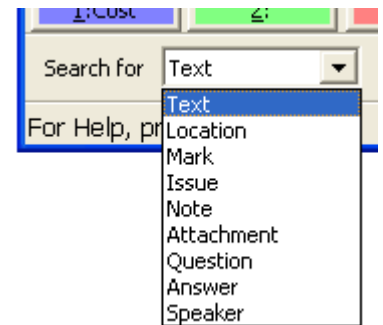 1:Cost 2:
Search for Text
Text
For Help, pr
Location
Mark
Issue
Note
Attachment
Question
Answer
Speaker